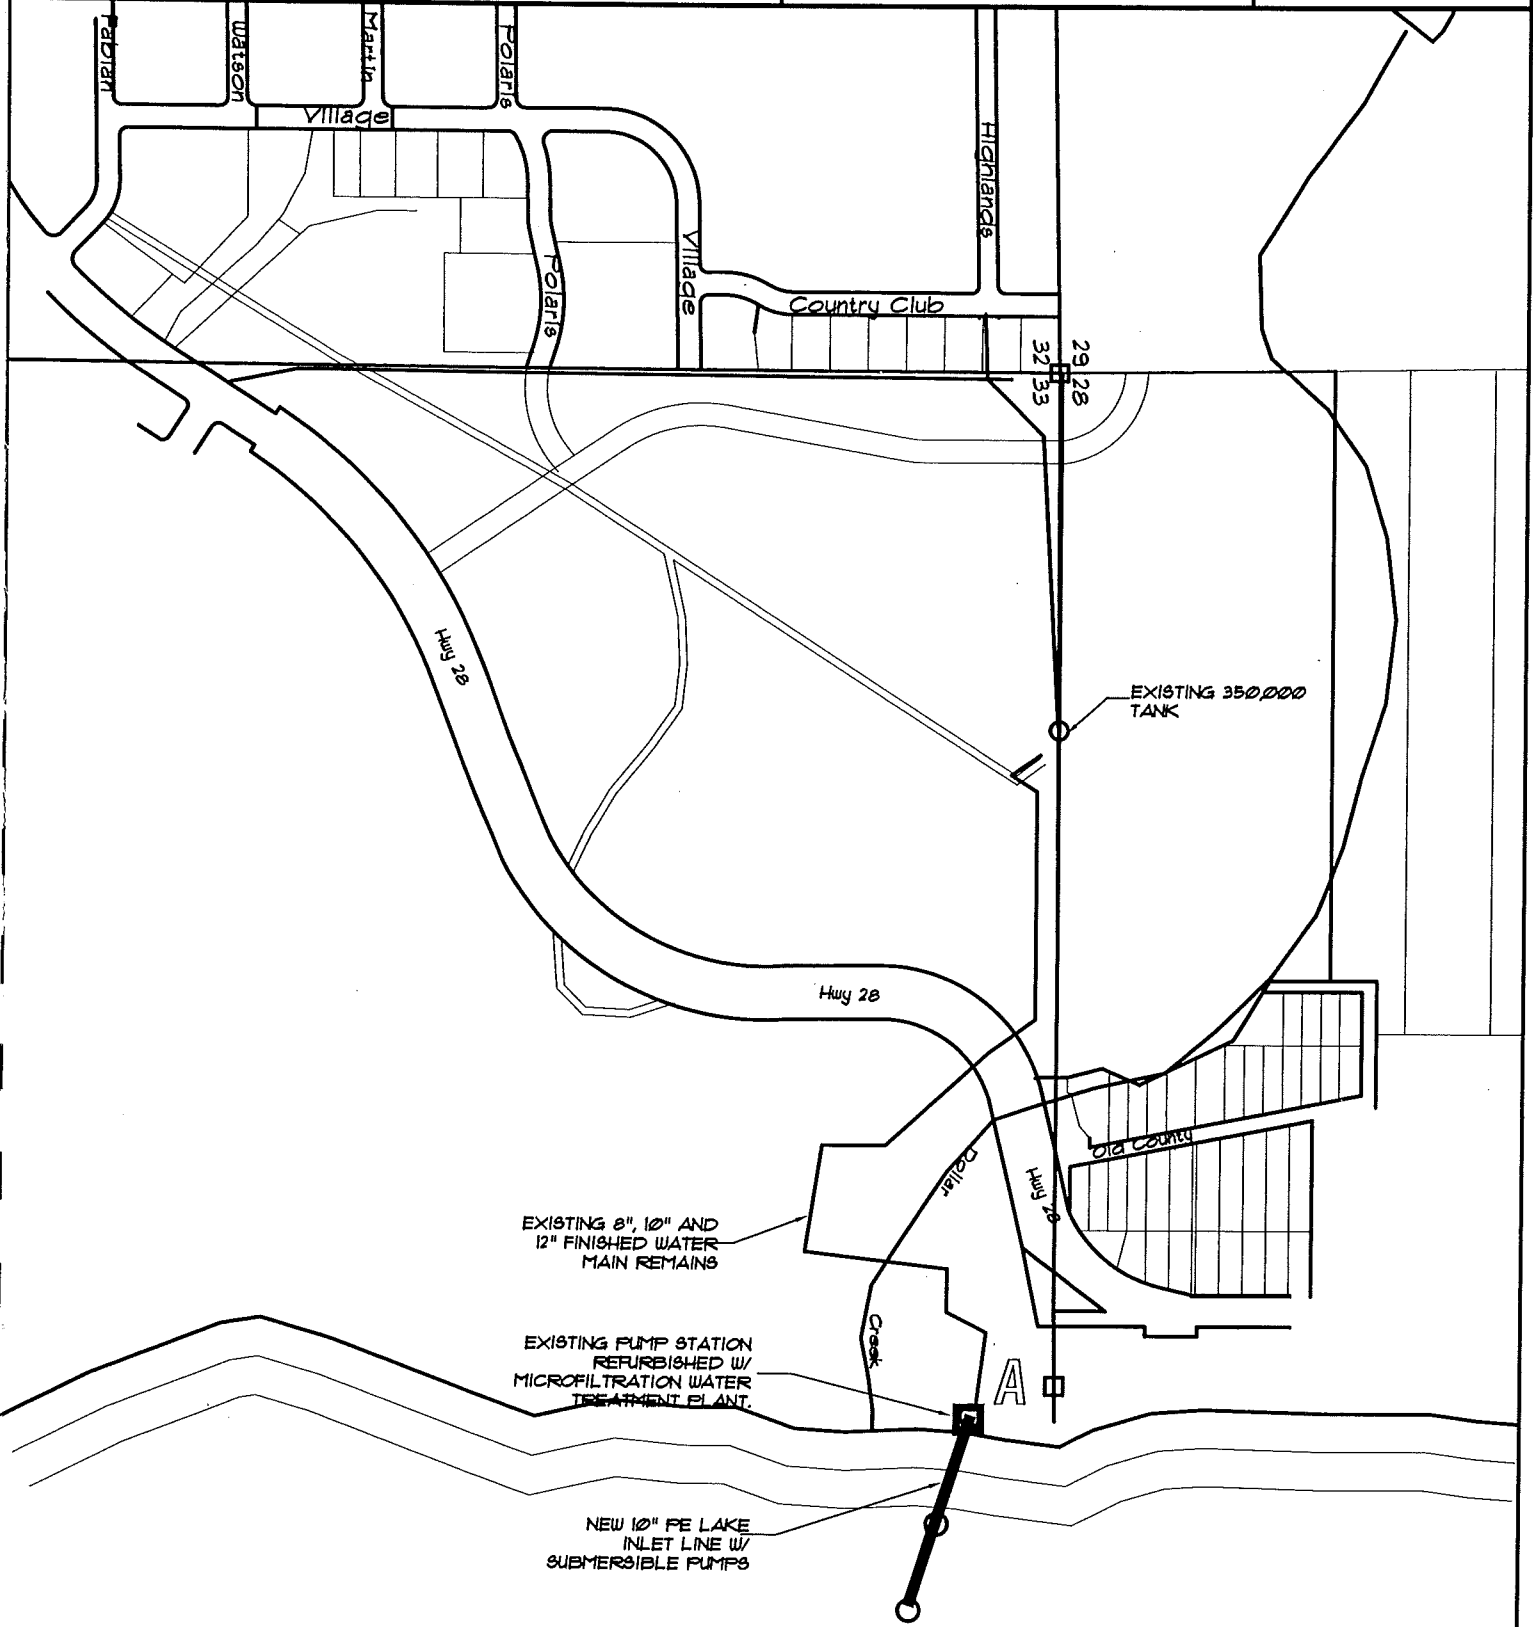 Fabian
Watson
Martin
Polaris
Village
Highlands
Village
Polaris
Country Club
29
28
32
33
Hwy 28
EXISTING 350,000
TANK
Hwy 28
Old County
Dollar
Hwy 28
EXISTING 8", 10" AND
12" FINISHED WATER
MAIN REMAINS
Creek
EXISTING PUMP STATION
REFURBISHED W/
MICROFILTRATION WATER
TREATMENT PLANT.
A
NEW 10" PE LAKE
INLET LINE W/
SUBMERSIBLE PUMPS